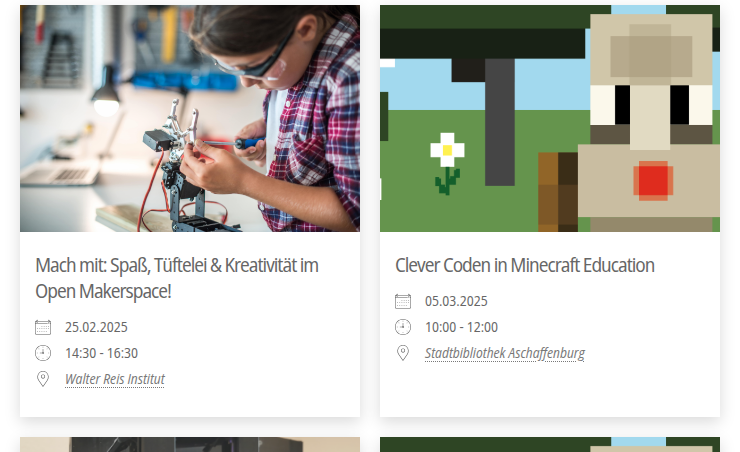 Mach mit: Spaß, Tüftelei & Kreativität im
Open Makerspace!
25.02.2025
14:30 - 16:30
Walter Reis Institut
Clever Coden in Minecraft Education
05.03.2025
10:00 - 12:00
Stadtbibliothek Aschaffenburg